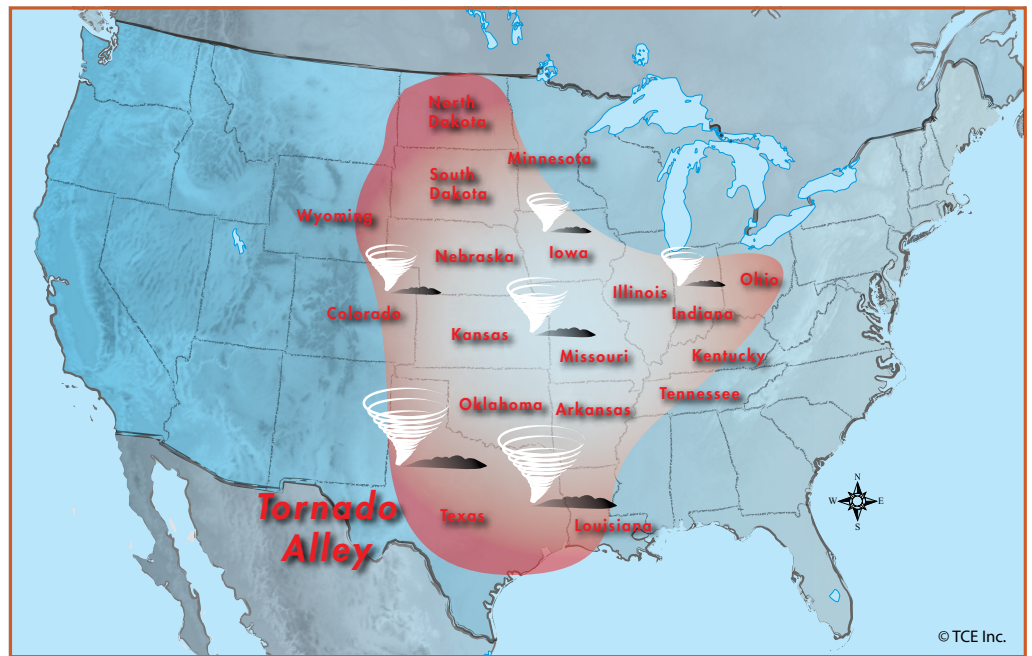 North
Dakota
Minnesota
South
Dakota
Wyoming
Nebraska
Iowa
Illinois
Ohio
Colorado
Indiana
Kansas
Missouri
Kentucky
Tennessee
Oklahoma
Arkansas
Tornado
Alley
Texas
Louisiana
N
W
E
S
© TCE Inc.